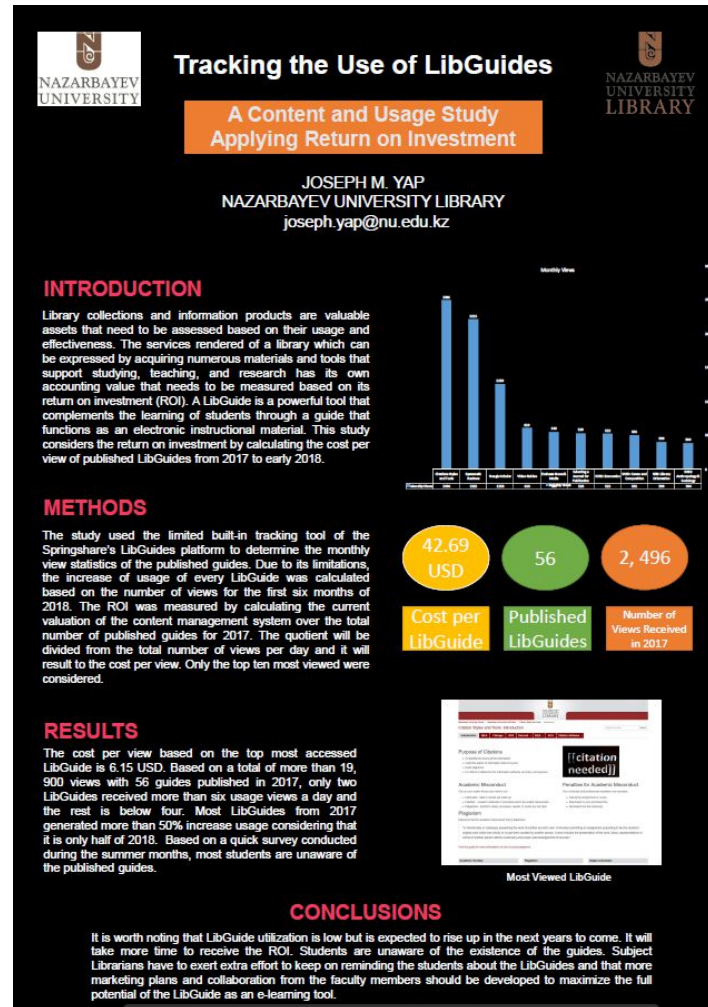 NAZARBAYEV
UNIVERSITY
Tracking the Use of LibGuides
NAZARBAYEV
UNIVERSITY
LIBRARY
A Content and Usage Study
Applying Return on Investment
JOSEPH M. YAP
NAZARBAYEV UNIVERSITY LIBRARY
joseph.yap@nu.edu.kz
INTRODUCTION
Library collections and information products are valuable
assets that need to be assessed based on their usage and
effectiveness. The services rendered of a library which can
be expressed by acquiring numerous materials and tools that
support studying, teaching, and research has its own
accounting value that needs to be measured based on its
return on investment (ROI). A LibGuide is a powerful tool that
complements the learning of students through a guide that
functions as an electronic instructional material. This study
considers the return on investment by calculating the cost per
view of published LibGuides from 2017 to early 2018.
Monthly Views
METHODS
The study used the limited built-in tracking tool of the
Springshare's LibGuides platform to determine the monthly
view statistics of the published guides. Due to its limitations,
the increase of usage of every LibGuide was calculated
based on the number of views for the first six months of
2018. The ROI was measured by calculating the current
valuation of the content management system over the total
number of published guides for 2017. The quotient will be
divided from the total number of views per day and it will
result to the cost per view. Only the top ten most viewed were
considered.
42.69
USD
56
2, 496
Cost per
LibGuide
Published
LibGuides
Number of
Views Received
in 2017
RESULTS
The cost per view based on the top most accessed
LibGuide is 6.15 USD. Based on a total of more than 19,
900 views with 56 guides published in 2017, only two
LibGuides received more than six usage views a day and
the rest is below four. Most LibGuides from 2017
generated more than 50% increase usage considering that
it is only half of 2018. Based on a quick survey conducted
during the summer months, most students are unaware of
the published guides.
Purpose of Citations
[[citation
needed]]
Academic Misconduct
Penalties for Academic Misconduct
Plagiarism
Most Viewed LibGuide
CONCLUSIONS
It is worth noting that LibGuide utilization is low but is expected to rise up in the next years to come. It will
take more time to receive the ROI. Students are unaware of the existence of the guides. Subject
Librarians have to exert extra effort to keep on reminding the students about the LibGuides and that more
marketing plans and collaboration from the faculty members should be developed to maximize the full
potential of the LibGuide as an e-learning tool.